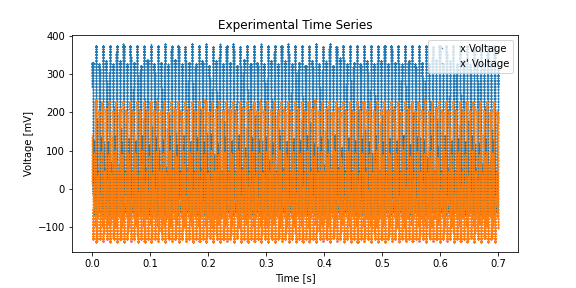 Experimental Time Series
x Voltage
x' Voltage
Voltage [mV]
400
300
200
100
0
−100
0.0 0.1 0.2 0.3 0.4 0.5 0.6 0.7
Time [s]